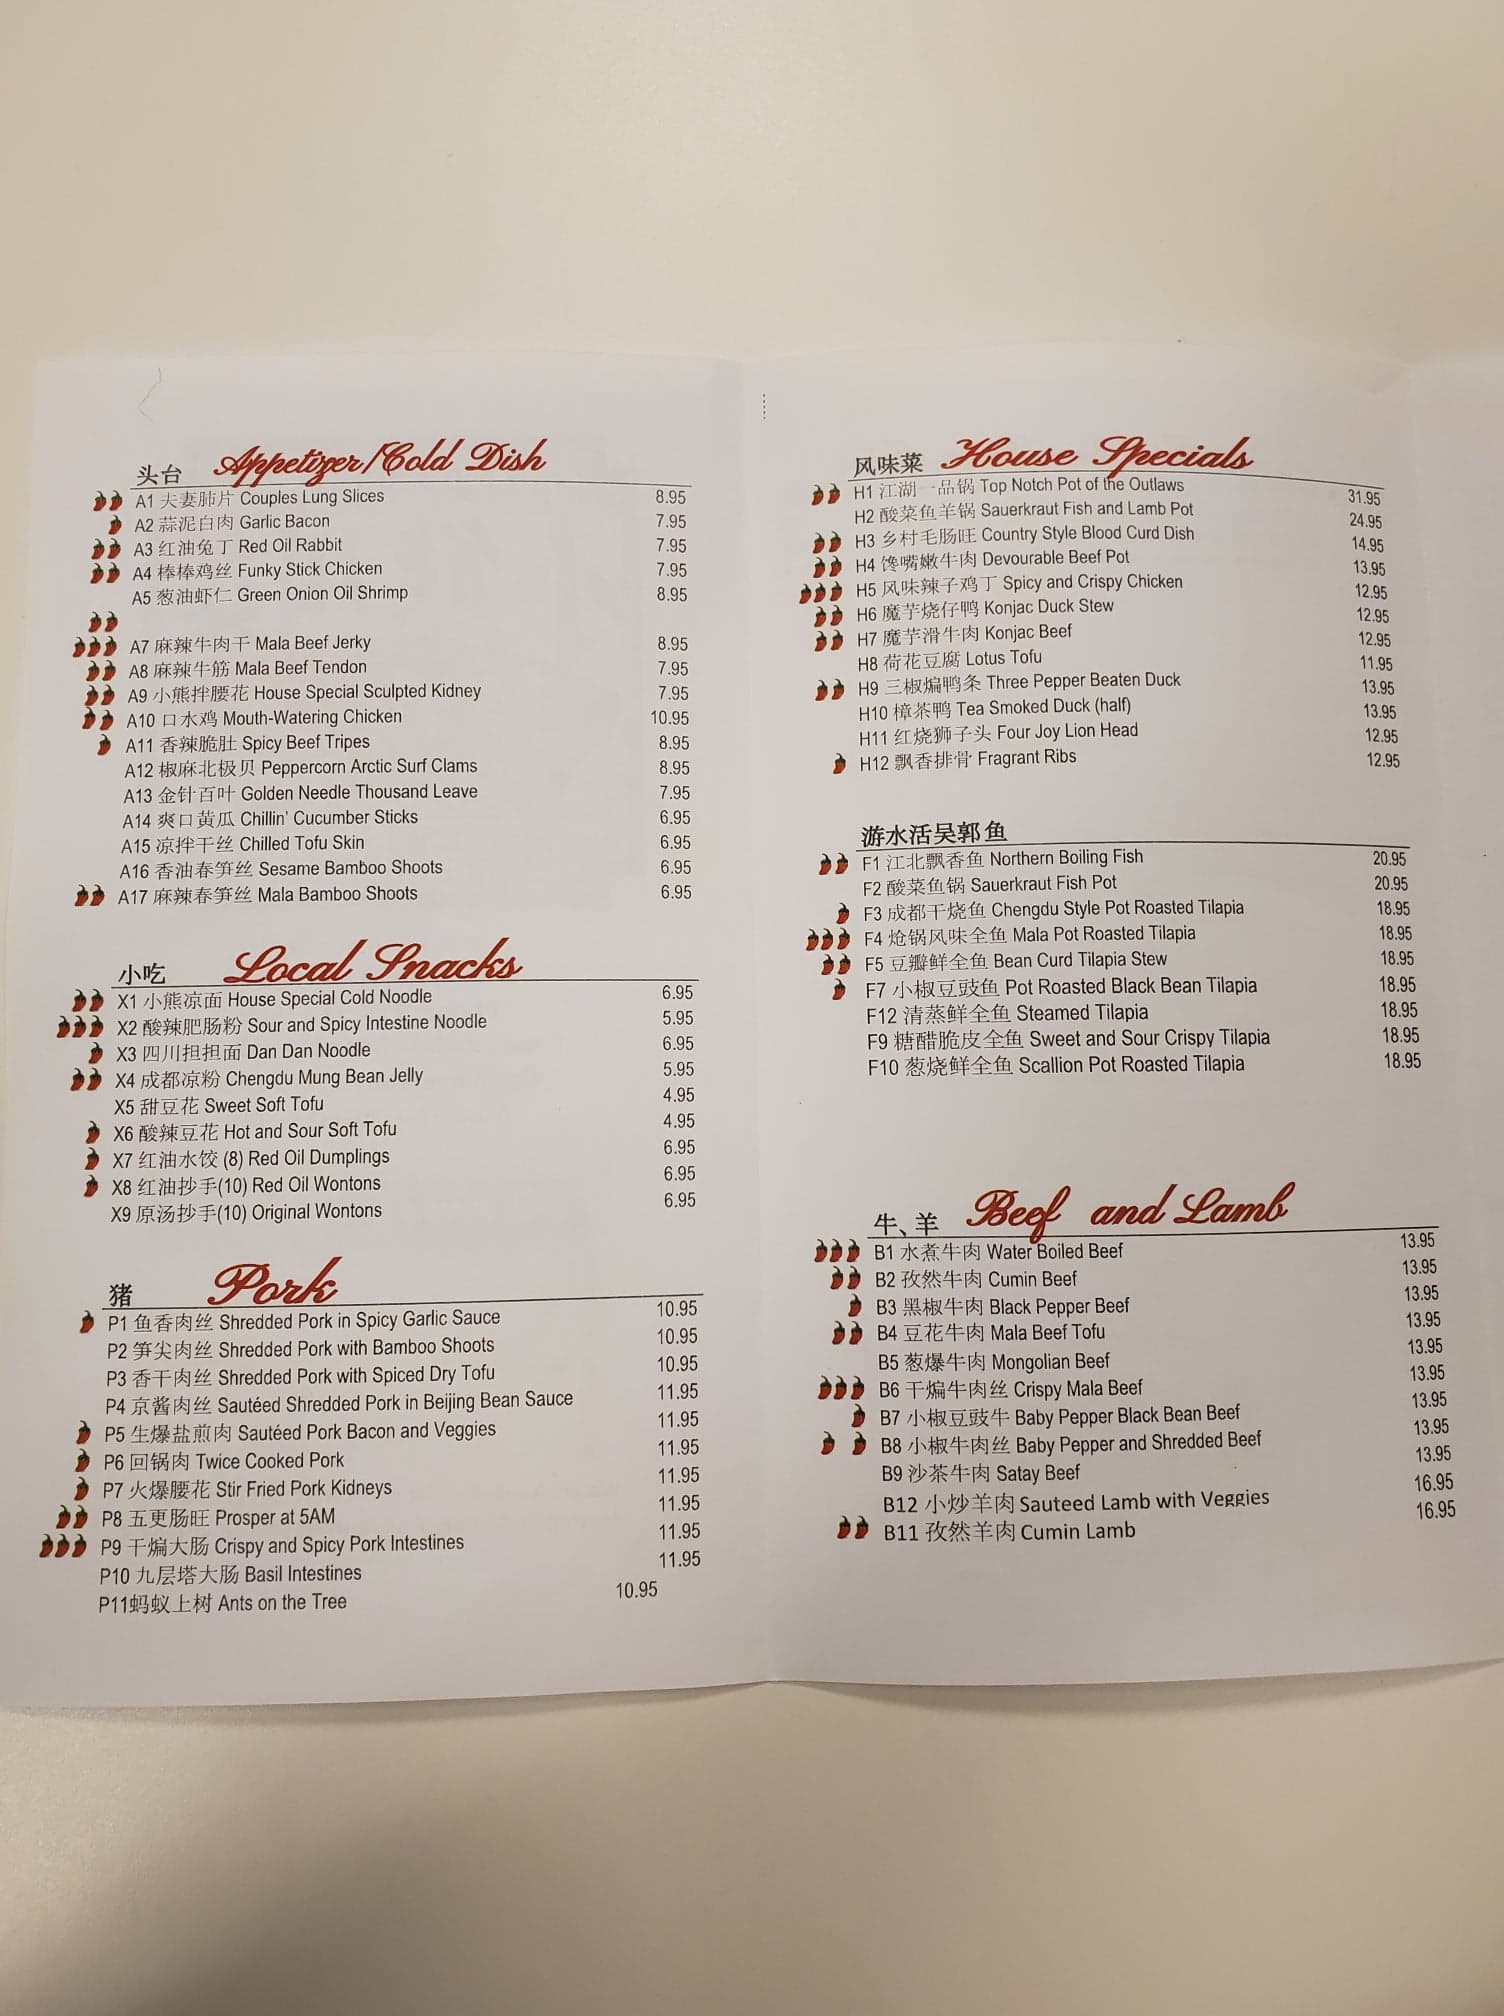 头台 Appetizer/Cold Dish
A1 夫妻肺片 Couples Lung Slices 8.95
A2 蒜泥白肉 Garlic Bacon 7.95
A3 红油兔丁 Red Oil Rabbit 7.95
A4 棒棒鸡丝 Funky Stick Chicken 7.95
A5 葱油虾仁 Green Onion Oil Shrimp 8.95
A7 麻辣牛肉干 Mala Beef Jerky 8.95
A8 麻辣牛筋 Mala Beef Tendon 7.95
A9 小熊拌腰花 House Special Sculpted Kidney 7.95
A10 口水鸡 Mouth-Watering Chicken 10.95
A11 香辣脆肚 Spicy Beef Tripes 8.95
A12 椒麻北极贝 Peppercorn Arctic Surf Clams 8.95
A13 金针百叶 Golden Needle Thousand Leave 7.95
A14 爽口黄瓜 Chillin' Cucumber Sticks 6.95
A15 凉拌干丝 Chilled Tofu Skin 6.95
A16 香油春笋丝 Sesame Bamboo Shoots 6.95
A17 麻辣春笋丝 Mala Bamboo Shoots 6.95
小吃 Local Snacks
X1 小熊凉面 House Special Cold Noodle 6.95
X2 酸辣肥肠粉 Sour and Spicy Intestine Noodle 5.95
X3 四川担担面 Dan Dan Noodle 6.95
X4 成都凉粉 Chengdu Mung Bean Jelly 5.95
X5 甜豆花 Sweet Soft Tofu 4.95
X6 酸辣豆花 Hot and Sour Soft Tofu 4.95
X7 红油水饺 (8) Red Oil Dumplings 6.95
X8 红油抄手(10) Red Oil Wontons 6.95
X9 原汤抄手(10) Original Wontons 6.95
猪 Pork
P1 鱼香肉丝 Shredded Pork in Spicy Garlic Sauce 10.95
P2 笋尖肉丝 Shredded Pork with Bamboo Shoots 10.95
P3 香干肉丝 Shredded Pork with Spiced Dry Tofu 10.95
P4 京酱肉丝 Sautéed Shredded Pork in Beijing Bean Sauce 11.95
P5 生爆盐煎肉 Sautéed Pork Bacon and Veggies 11.95
P6 回锅肉 Twice Cooked Pork 11.95
P7 火爆腰花 Stir Fried Pork Kidneys 11.95
P8 五更肠旺 Prosper at 5AM 11.95
P9 干煸大肠 Crispy and Spicy Pork Intestines 11.95
P10 九层塔大肠 Basil Intestines 11.95
P11蚂蚁上树 Ants on the Tree 10.95
风味菜 House Specials
H1 江湖一品锅 Top Notch Pot of the Outlaws 31.95
H2 酸菜鱼羊锅 Sauerkraut Fish and Lamb Pot 24.95
H3 乡村毛肠旺 Country Style Blood Curd Dish 14.95
H4 馋嘴嫩牛肉 Devourable Beef Pot 13.95
H5 风味辣子鸡丁 Spicy and Crispy Chicken 12.95
H6 魔芋烧仔鸭 Konjac Duck Stew 12.95
H7 魔芋滑牛肉 Konjac Beef 12.95
H8 荷花豆腐 Lotus Tofu 11.95
H9 三椒煸鸭条 Three Pepper Beaten Duck 13.95
H10 樟茶鸭 Tea Smoked Duck (half) 13.95
H11 红烧狮子头 Four Joy Lion Head 12.95
H12 飘香排骨 Fragrant Ribs 12.95
游水活吴郭鱼
F1 江北飘香鱼 Northern Boiling Fish 20.95
F2 酸菜鱼锅 Sauerkraut Fish Pot 20.95
F3 成都干烧鱼 Chengdu Style Pot Roasted Tilapia 18.95
F4 炝锅风味全鱼 Mala Pot Roasted Tilapia 18.95
F5 豆瓣鲜全鱼 Bean Curd Tilapia Stew 18.95
F7 小椒豆豉鱼 Pot Roasted Black Bean Tilapia 18.95
F12 清蒸鲜全鱼 Steamed Tilapia 18.95
F9 糖醋脆皮全鱼 Sweet and Sour Crispy Tilapia 18.95
F10 葱烧鲜全鱼 Scallion Pot Roasted Tilapia 18.95
牛、羊 Beef and Lamb
B1 水煮牛肉 Water Boiled Beef 13.95
B2 孜然牛肉 Cumin Beef 13.95
B3 黑椒牛肉 Black Pepper Beef 13.95
B4 豆花牛肉 Mala Beef Tofu 13.95
B5 葱爆牛肉 Mongolian Beef 13.95
B6 干煸牛肉丝 Crispy Mala Beef 13.95
B7 小椒豆豉牛 Baby Pepper Black Bean Beef 13.95
B8 小椒牛肉丝 Baby Pepper and Shredded Beef 13.95
B9 沙茶牛肉 Satay Beef 13.95
B12 小炒羊肉 Sauteed Lamb with Veggies 16.95
B11 孜然羊肉 Cumin Lamb 16.95